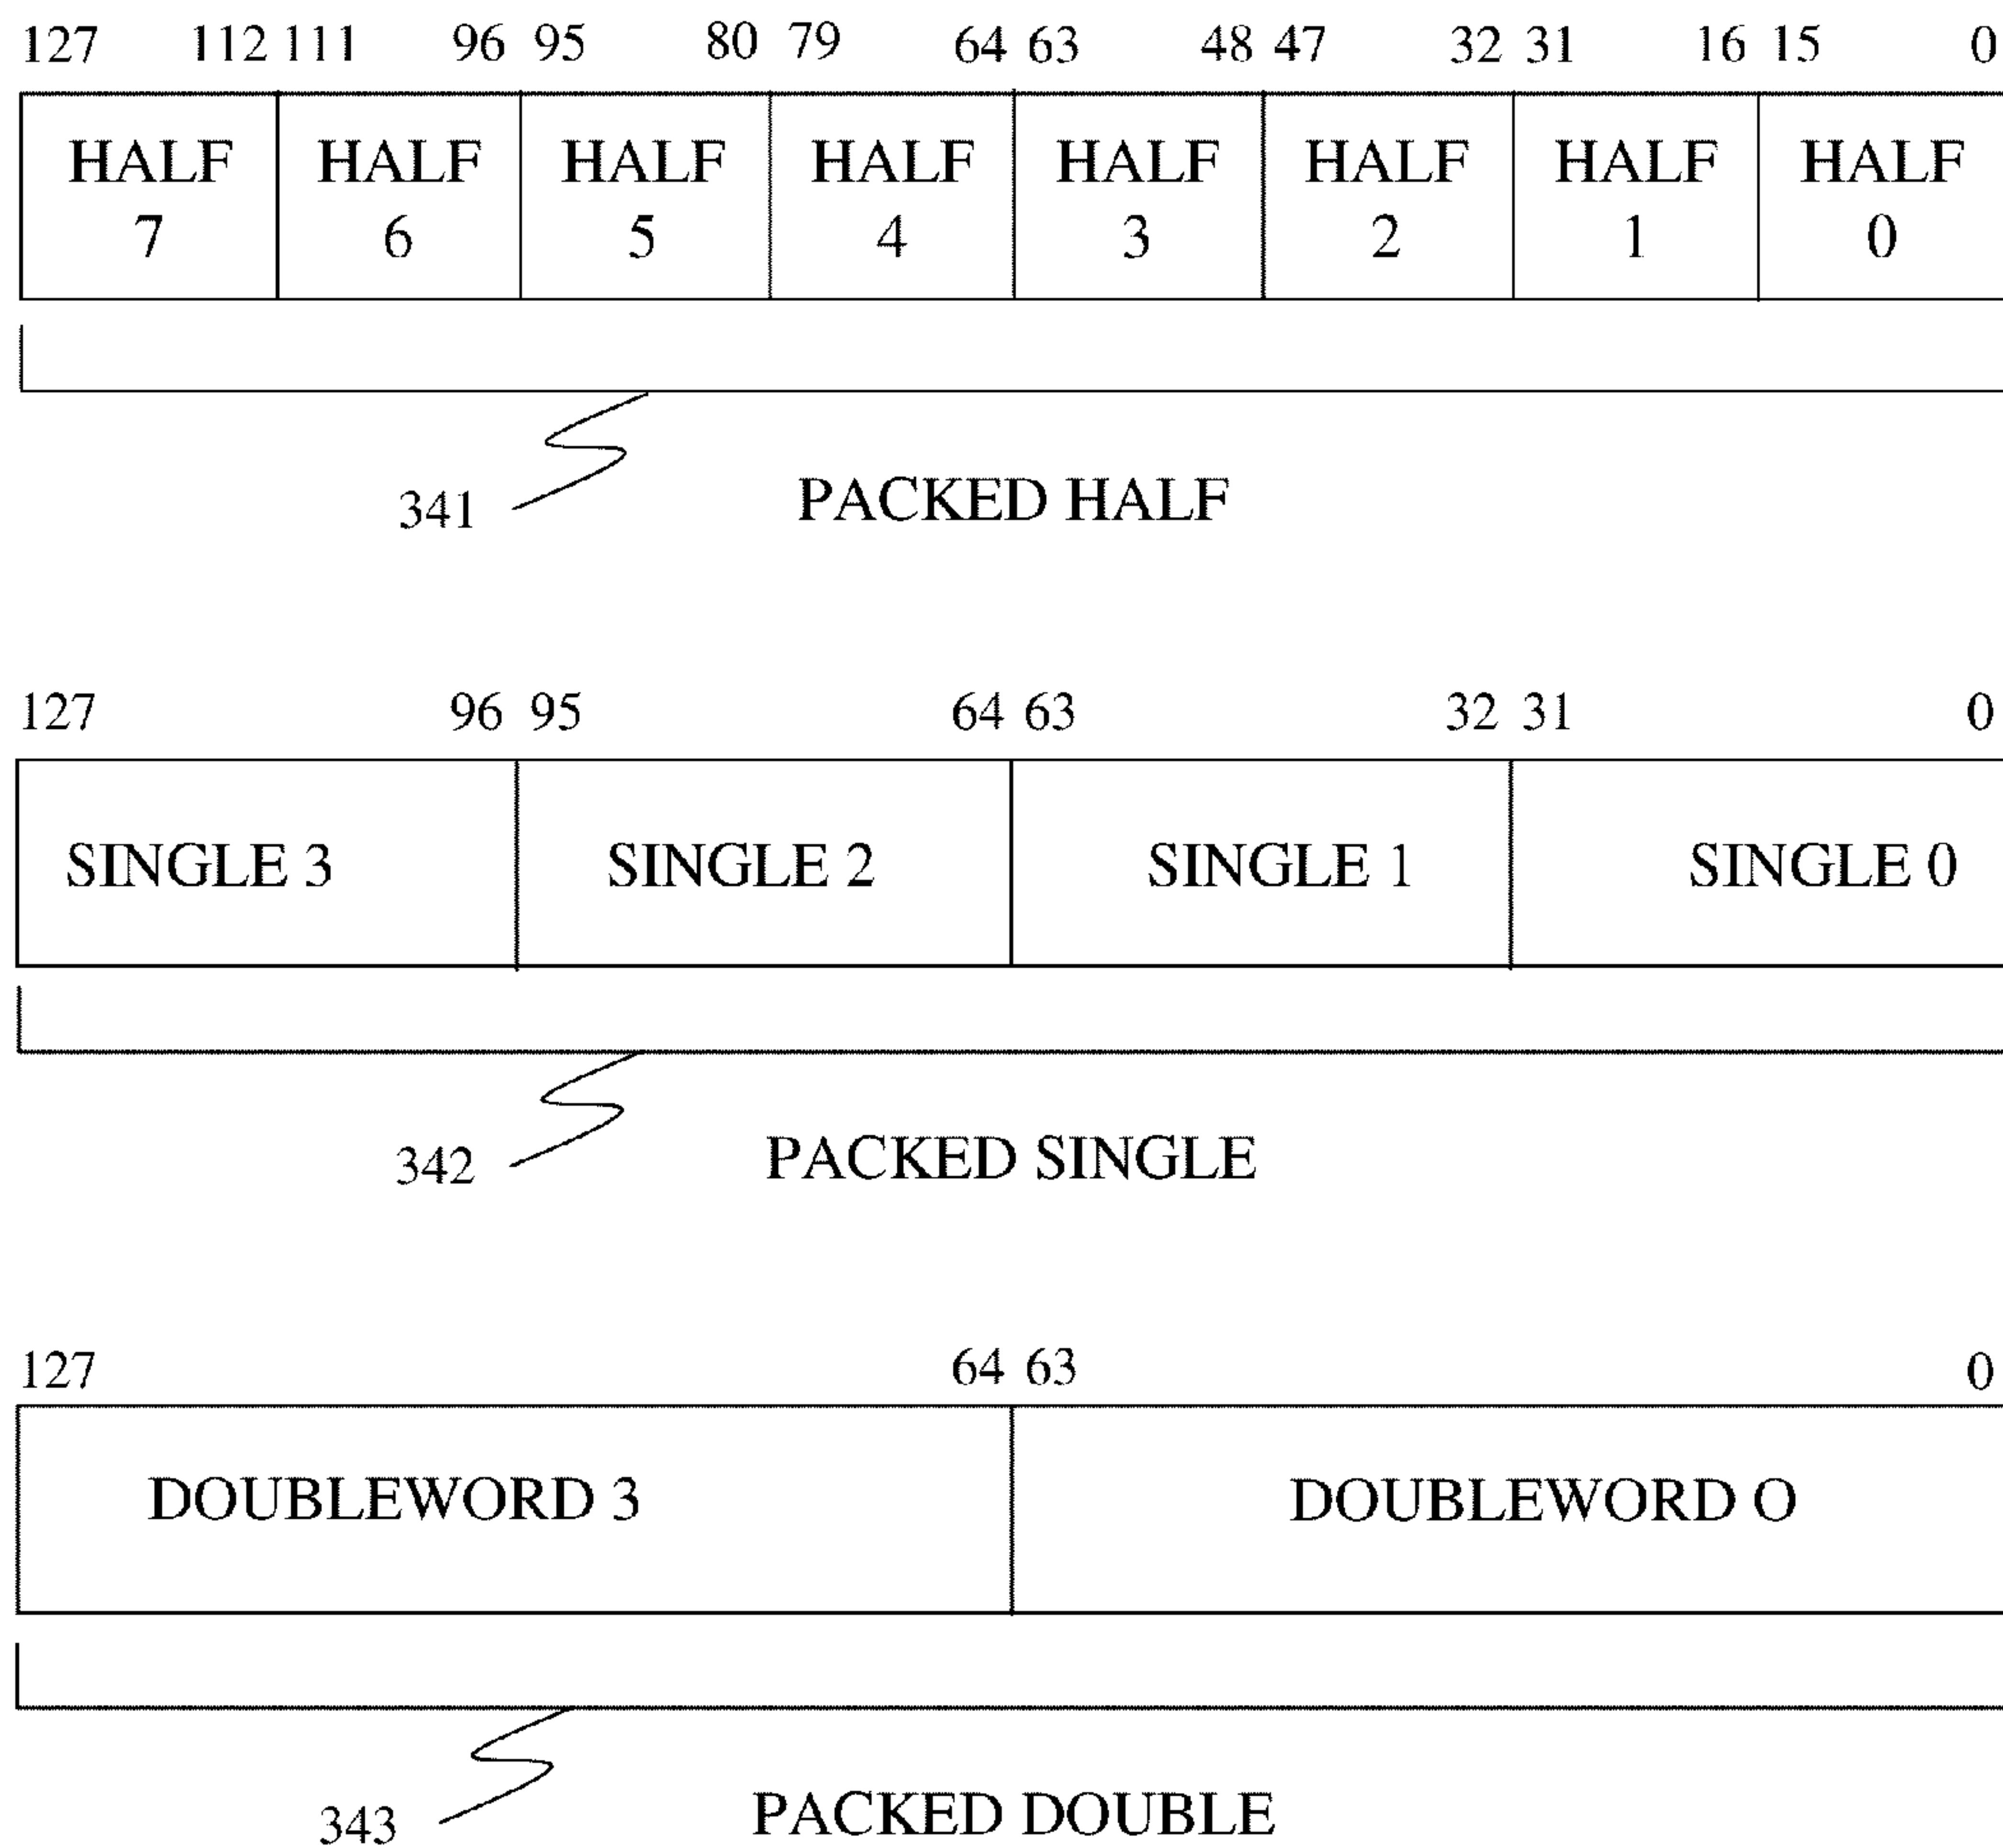 127 112 111 96 95 80 79 64 63 48 47 32 31 16 15 0
HALF HALF HALF HALF HALF HALF HALF HALF
7 6 5 4 3 2 1 0
341 PACKED HALF
127 96 95 64 63 32 31 0
SINGLE 3 SINGLE 2 SINGLE 1 SINGLE 0
342 PACKED SINGLE
127 64 63 0
DOUBLEWORD 3 DOUBLEWORD O
343 PACKED DOUBLE